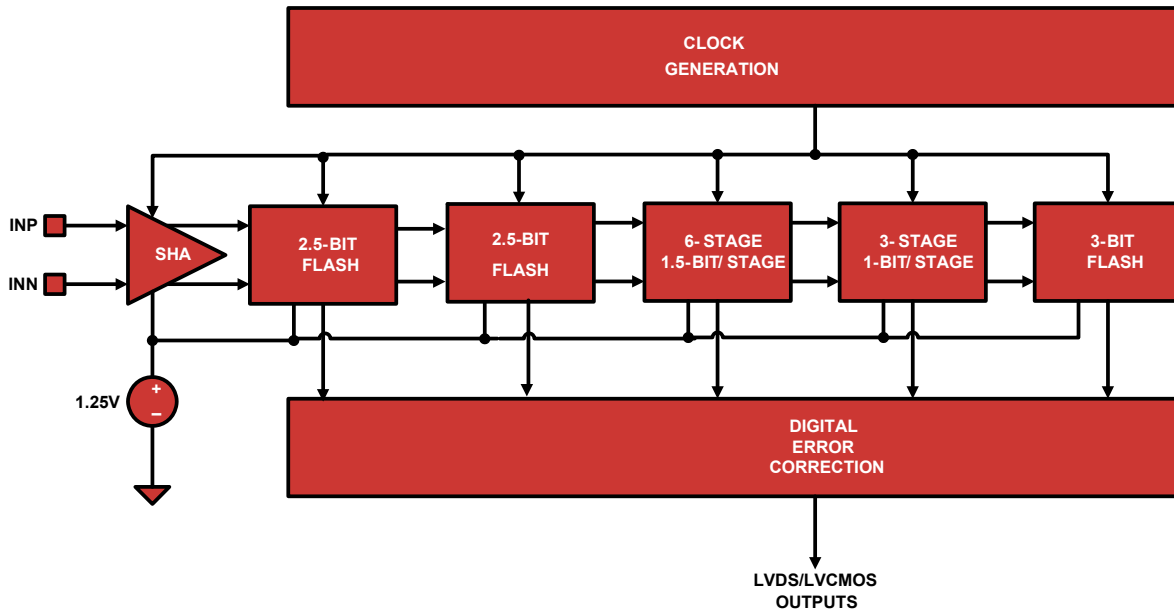 CLOCK
GENERATION
INP
INN
SHA
2.5-BIT
FLASH
2.5-BIT
FLASH
6- STAGE
1.5-BIT/ STAGE
3- STAGE
1-BIT/ STAGE
3-BIT
FLASH
1.25V
+
−
DIGITAL
ERROR
CORRECTION
LVDS/LVCMOS
OUTPUTS